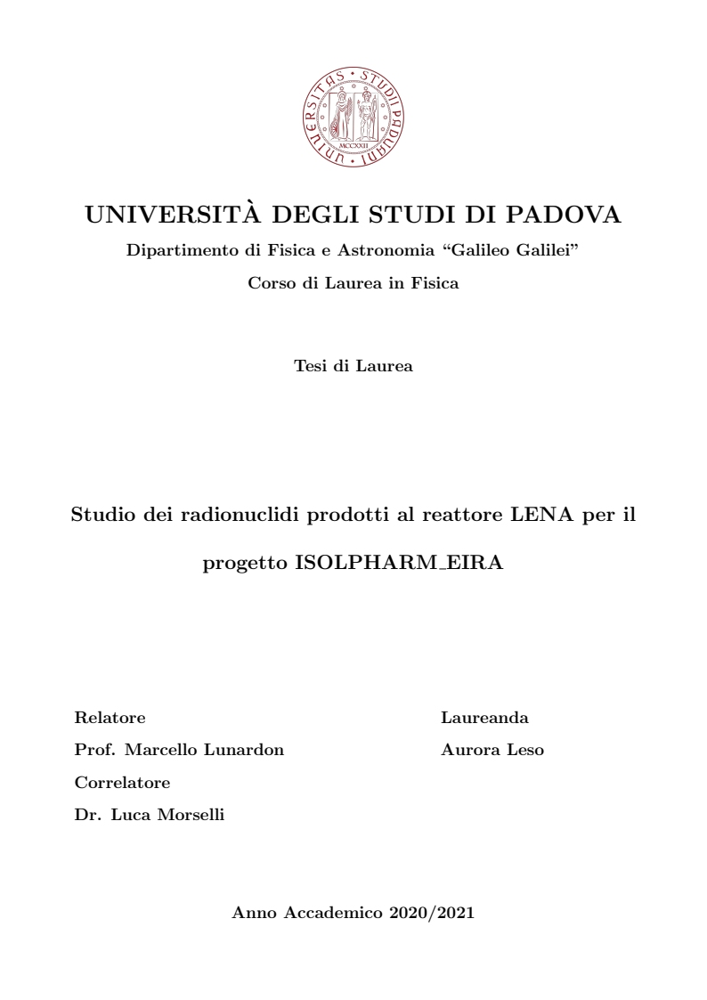 UNIVERSITAS STUDII PADUANI
MCCXXII
UNIVERSITÀ DEGLI STUDI DI PADOVA
Dipartimento di Fisica e Astronomia “Galileo Galilei”
Corso di Laurea in Fisica
Tesi di Laurea
Studio dei radionuclidi prodotti al reattore LENA per il
progetto ISOLPHARM_EIRA
Relatore
Prof. Marcello Lunardon
Correlatore
Dr. Luca Morselli
Laureanda
Aurora Leso
Anno Accademico 2020/2021